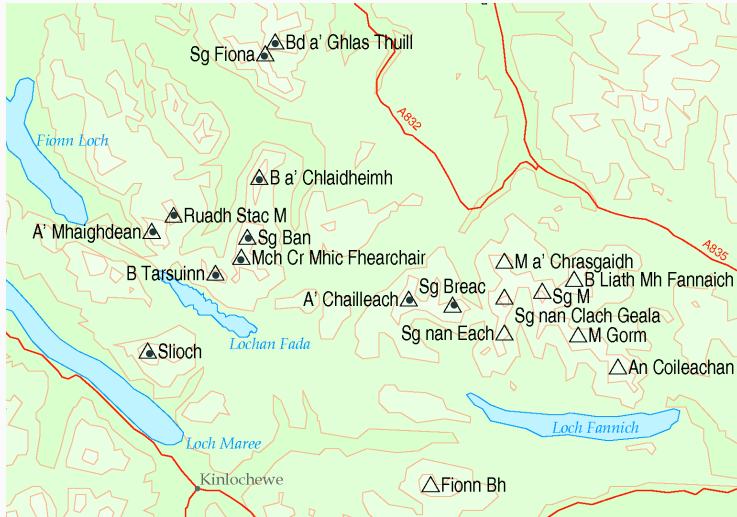 Bd a' Ghlas Thuill
Sg Fiona
A832
Fionn Loch
B a' Chlaidheimh
Ruadh Stac M
A' Mhaighdean
Sg Ban
A835
Mch Cr Mhic Fhearchair
M a' Chrasgaidh
B Tarsuinn
B Liath Mh Fannaich
Sg Breac
Sg M
A' Chailleach
Sg nan Clach Geala
Sg nan Each
M Gorm
Lochan Fada
Slioch
An Coileachan
Loch Fannich
Loch Maree
Kinlochewe
Fionn Bh